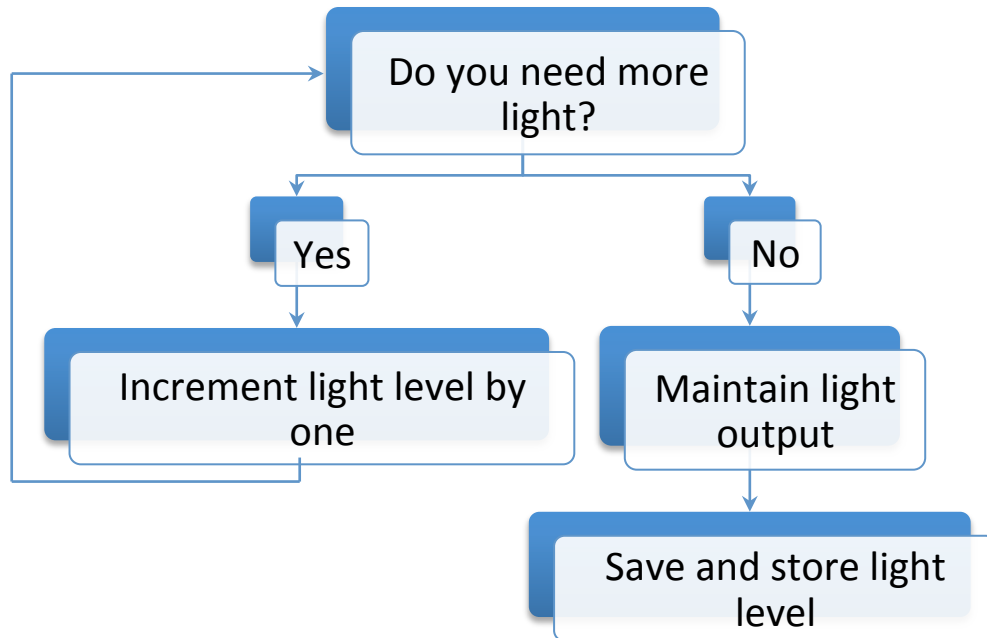 Do you need more
light?
Yes
No
Increment light level by
one
Maintain light
output
Save and store light
level